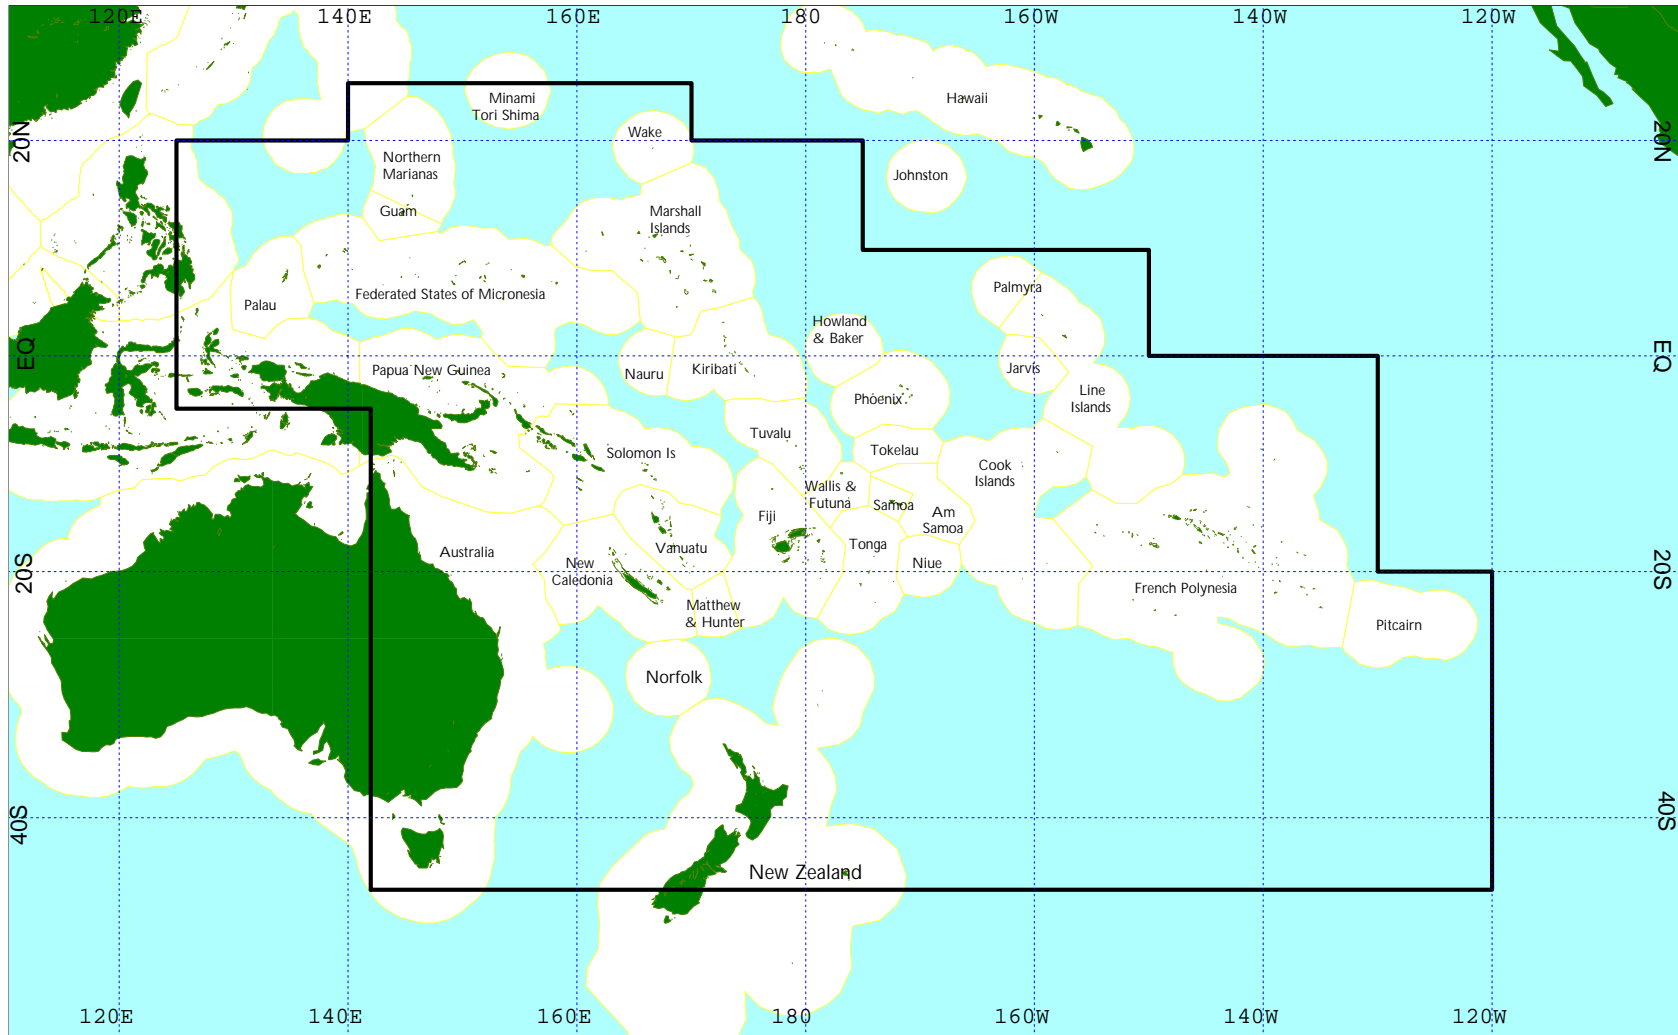 120E 140E 160E 180 160W 140W 120W
Minami
Tori Shima
Hawaii
Wake
20N 20N
Northern
Marianas
Johnston
Guam
Marshall
Islands
Palau
Federated States of Micronesia
Palmyra
Howland
& Baker
EQ EQ
Papua New Guinea
Nauru
Kiribati
Jarvis
Phoenix
Line
Islands
Tuvalu
Solomon Is
Tokelau
Cook
Islands
Wallis &
Futuna
Samoa
Am
Samoa
Fiji
Tonga
Vanuatu
Australia
New
Caledonia
Niue
20S 20S
French Polynesia
Matthew
& Hunter
Pitcairn
Norfolk
40S 40S
New Zealand
120E 140E 160E 180 160W 140W 120W